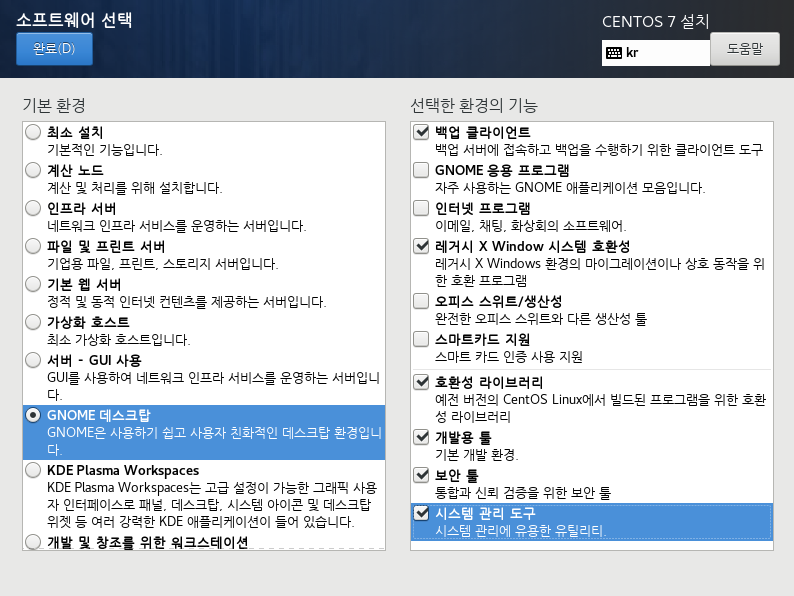 소프트웨어 선택
CENTOS 7 설치
완료(D)
kr
도움말
기본 환경
최소 설치
기본적인 기능입니다.
계산 노드
계산 및 처리를 위해 설치합니다.
인프라 서버
네트워크 인프라 서비스를 운영하는 서버입니다.
파일 및 프린트 서버
기업용 파일, 프린트, 스토리지 서버입니다.
기본 웹 서버
정적 및 동적 인터넷 컨텐츠를 제공하는 서버입니다.
가상화 호스트
최소 가상화 호스트입니다.
서버 - GUI 사용
GUI를 사용하여 네트워크 인프라 서비스를 운영하는 서버입니
다.
GNOME 데스크탑
GNOME은 사용하기 쉽고 사용자 친화적인 데스크탑 환경입니
다.
KDE Plasma Workspaces
KDE Plasma Workspaces는 고급 설정이 가능한 그래픽 사용
자 인터페이스로 패널, 데스크탑, 시스템 아이콘 및 데스크탑
위젯 등 여러 강력한 KDE 애플리케이션이 들어 있습니다.
개발 및 창조를 위한 워크스테이션
선택한 환경의 기능
백업 클라이언트
백업 서버에 접속하고 백업을 수행하기 위한 클라이언트 도구
GNOME 응용 프로그램
자주 사용하는 GNOME 애플리케이션 모음입니다.
인터넷 프로그램
이메일, 채팅, 화상회의 소프트웨어.
레거시 X Window 시스템 호환성
레거시 X Windows 환경의 마이그레이션이나 상호 동작을 위
한 호환 프로그램
오피스 스위트/생산성
완전한 오피스 스위트와 다른 생산성 툴
스마트카드 지원
스마트 카드 인증 사용 지원
호환성 라이브러리
예전 버전의 CentOS Linux에서 빌드된 프로그램을 위한 호환
성 라이브러리
개발용 툴
기본 개발 환경.
보안 툴
통합과 신뢰 검증을 위한 보안 툴
시스템 관리 도구
시스템 관리에 유용한 유틸리티.